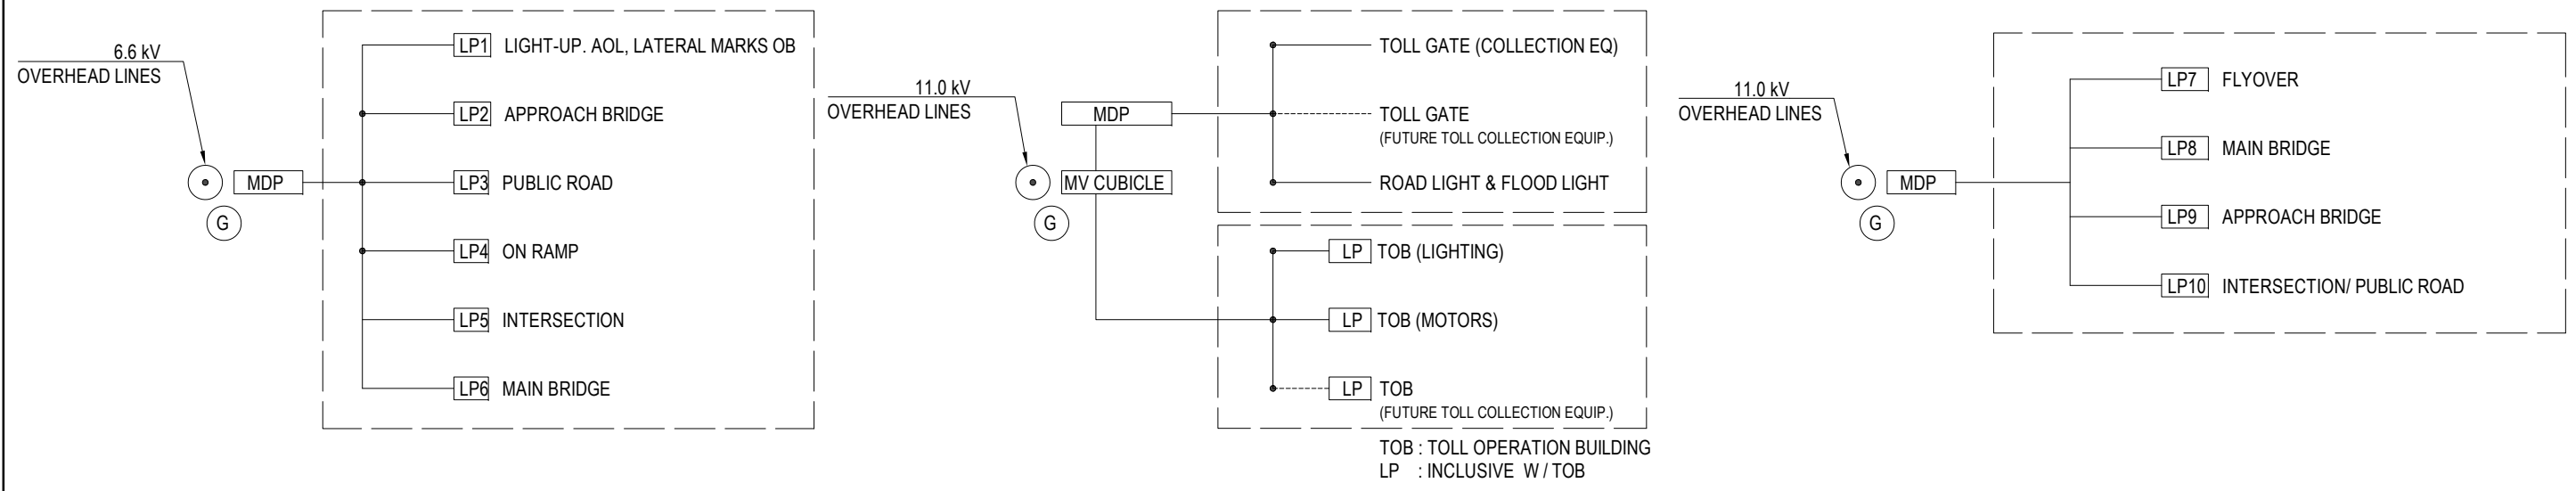 6.6 kV
OVERHEAD LINES
MDP
G
LP1 LIGHT-UP. AOL, LATERAL MARKS OB
LP2 APPROACH BRIDGE
LP3 PUBLIC ROAD
LP4 ON RAMP
LP5 INTERSECTION
LP6 MAIN BRIDGE
11.0 kV
OVERHEAD LINES
MDP
MV CUBICLE
G
TOLL GATE (COLLECTION EQ)
TOLL GATE
(FUTURE TOLL COLLECTION EQUIP.)
ROAD LIGHT & FLOOD LIGHT
LP TOB (LIGHTING)
LP TOB (MOTORS)
LP TOB
(FUTURE TOLL COLLECTION EQUIP.)
TOB : TOLL OPERATION BUILDING
LP : INCLUSIVE W / TOB
11.0 kV
OVERHEAD LINES
MDP
G
LP7 FLYOVER
LP8 MAIN BRIDGE
LP9 APPROACH BRIDGE
LP10 INTERSECTION/ PUBLIC ROAD